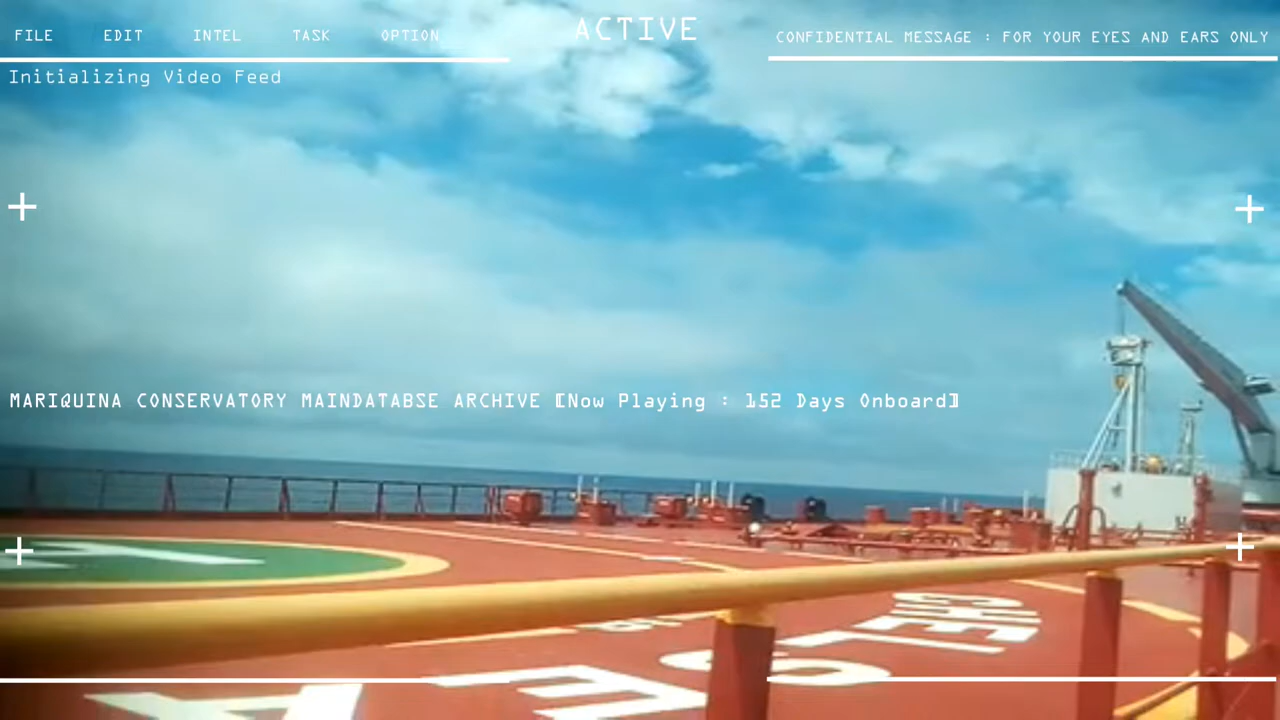 FILE EDIT INTEL TASK OPTION
ACTIVE
CONFIDENTIAL MESSAGE : FOR YOUR EYES AND EARS ONLY
Initializing Video Feed
MARIQUINA CONSERVATORY MAINDATABSE ARCHIVE [Now Playing : 152 Days Onboard]